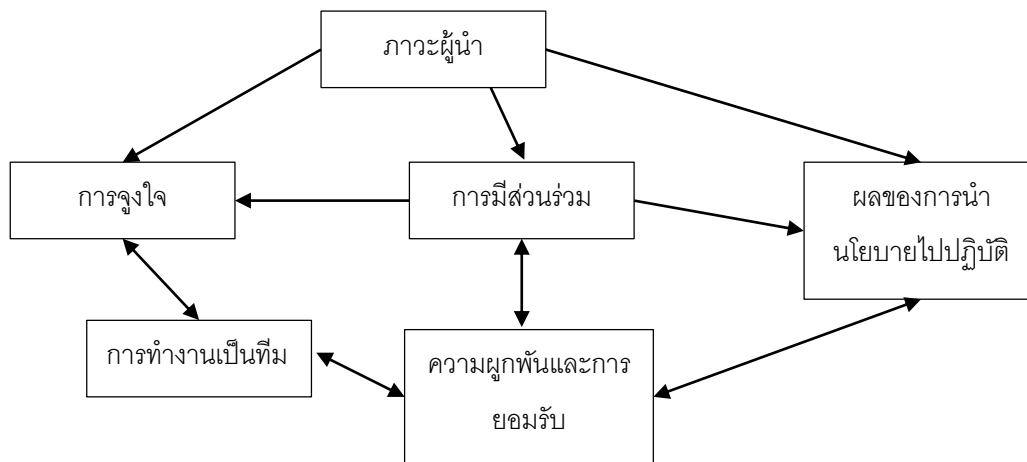 ภาวะผู้นำ
การจูงใจ
การมีส่วนร่วม
ผลของการนำ
นโยบายไปปฏิบัติ
การทำงานเป็นทีม
ความผูกพันและการ
ยอมรับ